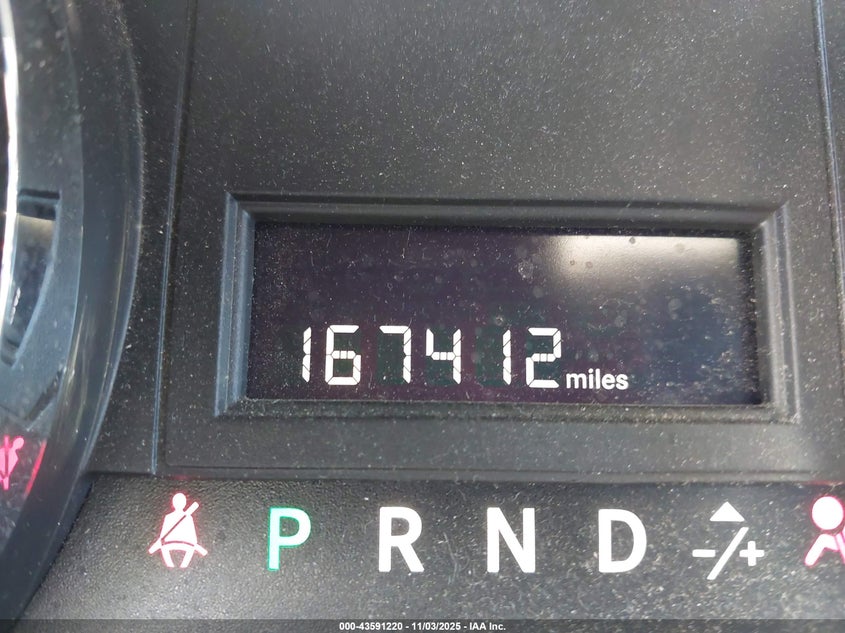 167412 miles
P R N D -/+
000-43591220 - 11/03/2025 - IAA Inc.